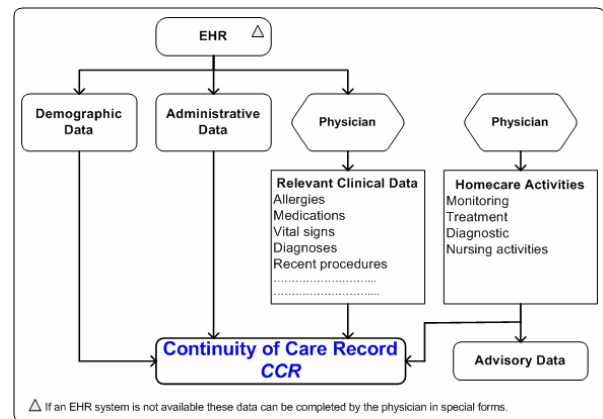 EHR
Demographic
Data
Administrative
Data
Physician
Physician
Relevant Clinical Data
Allergies
Medications
Vital signs
Diagnoses
Recent procedures
............................
............................
Homecare Activities
Monitoring
Treatment
Diagnostic
Nursing activities
Continuity of Care Record
CCR
Advisory Data
If an EHR system is not available these data can be completed by the physician in special forms.